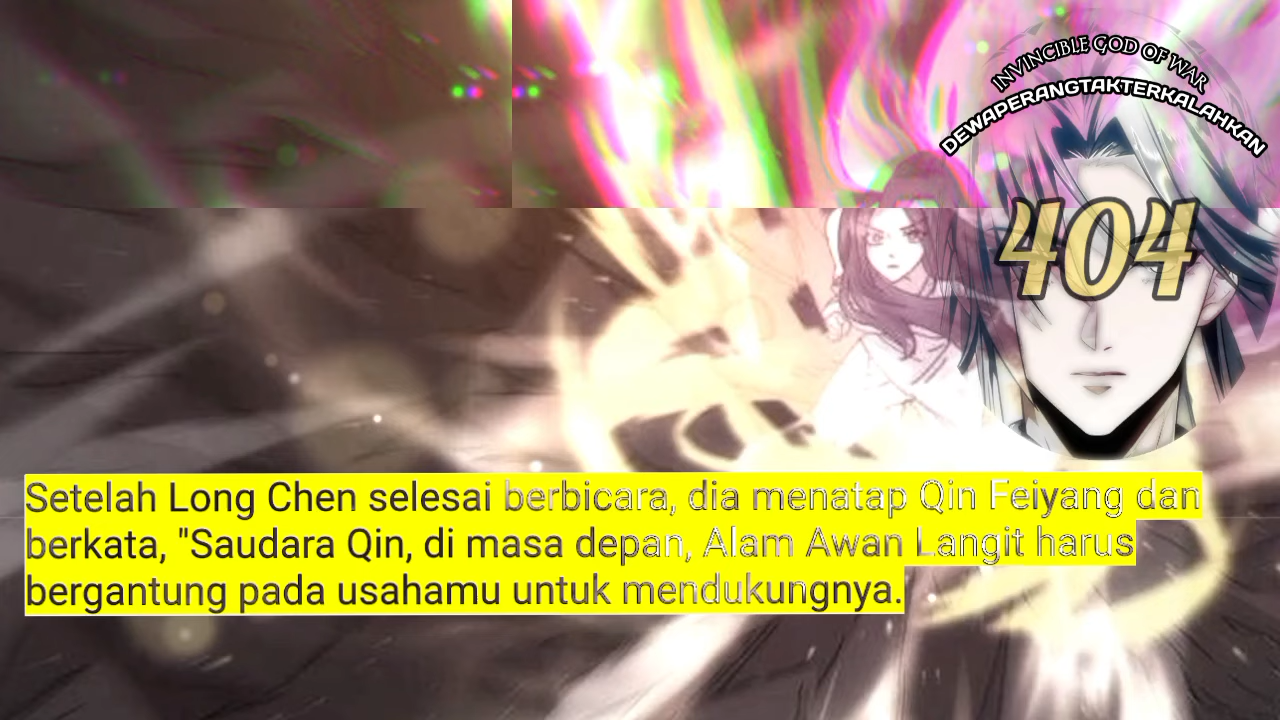 INVINCIBLE GOD OF WAR
DEWAPERANGTAKTERKALAHKAN
404
Setelah Long Chen selesai berbicara, dia menatap Qin Feiyang dan
berkata, "Saudara Qin, di masa depan, Alam Awan Langit harus
bergantung pada usahamu untuk mendukungnya.